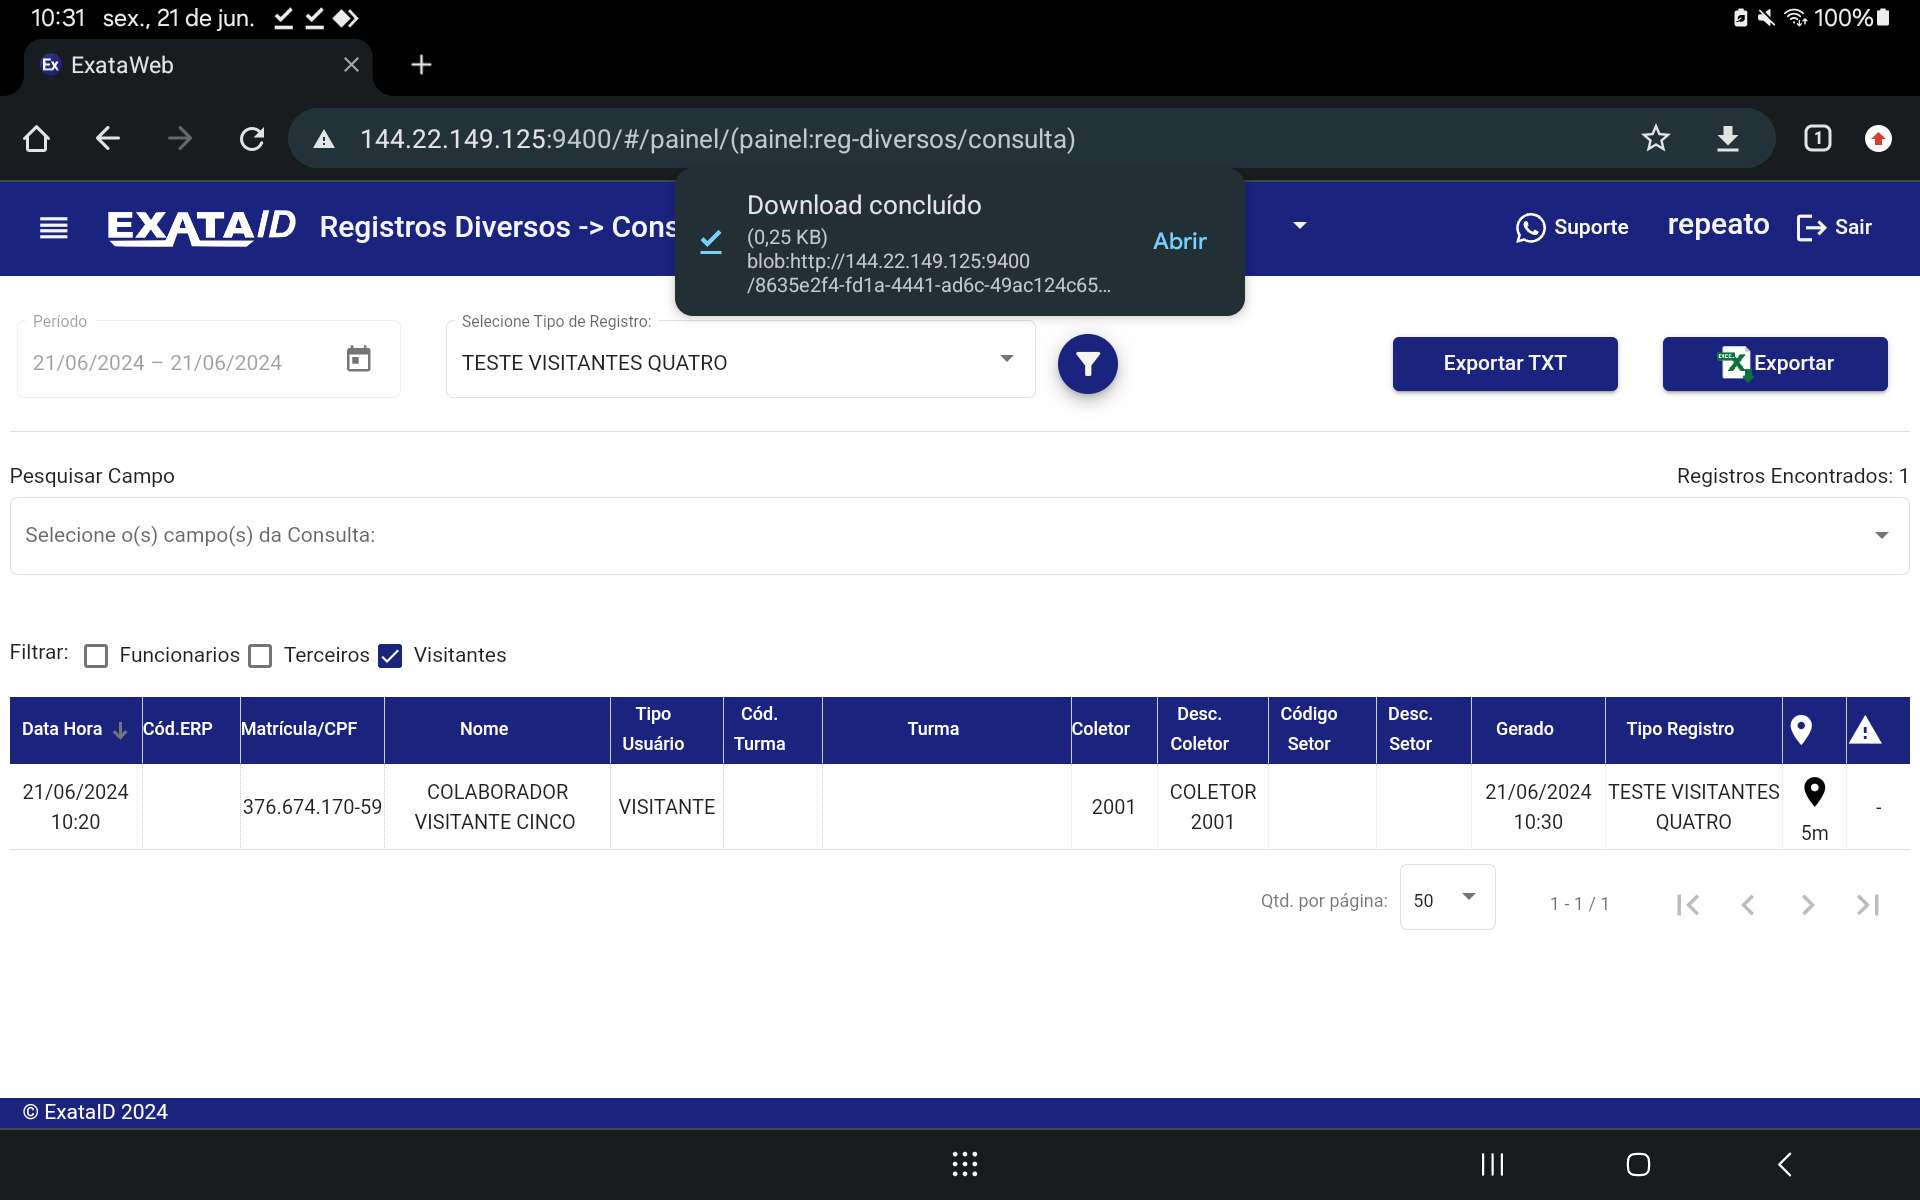 10:31 sex., 21 de jun.
100%
Ex ExataWeb
144.22.149.125:9400/#/painel/(painel:reg-diversos/consulta)
1
Download concluído
(0,25 KB)
blob:http://144.22.149.125:9400
/8635e2f4-fd1a-4441-ad6c-49ac124c65...
Abrir
EXATAID Registros Diversos -> Cons
Suporte
repeato
Sair
Período
21/06/2024 – 21/06/2024
Selecione Tipo de Registro:
TESTE VISITANTES QUATRO
Exportar TXT
Exportar
Pesquisar Campo
Registros Encontrados: 1
Selecione o(s) campo(s) da Consulta:
Filtrar: Funcionarios Terceiros Visitantes
Data Hora Cód.ERP Matrícula/CPF Nome Tipo Usuário Cód. Turma Turma Coletor Desc. Coletor Código Setor Desc. Setor Gerado Tipo Registro
21/06/2024 10:20 376.674.170-59 COLABORADOR VISITANTE CINCO VISITANTE 2001 COLETOR 2001 21/06/2024 10:30 TESTE VISITANTES QUATRO 5m -
Qtd. por página: 50 1 - 1 / 1
© ExataID 2024